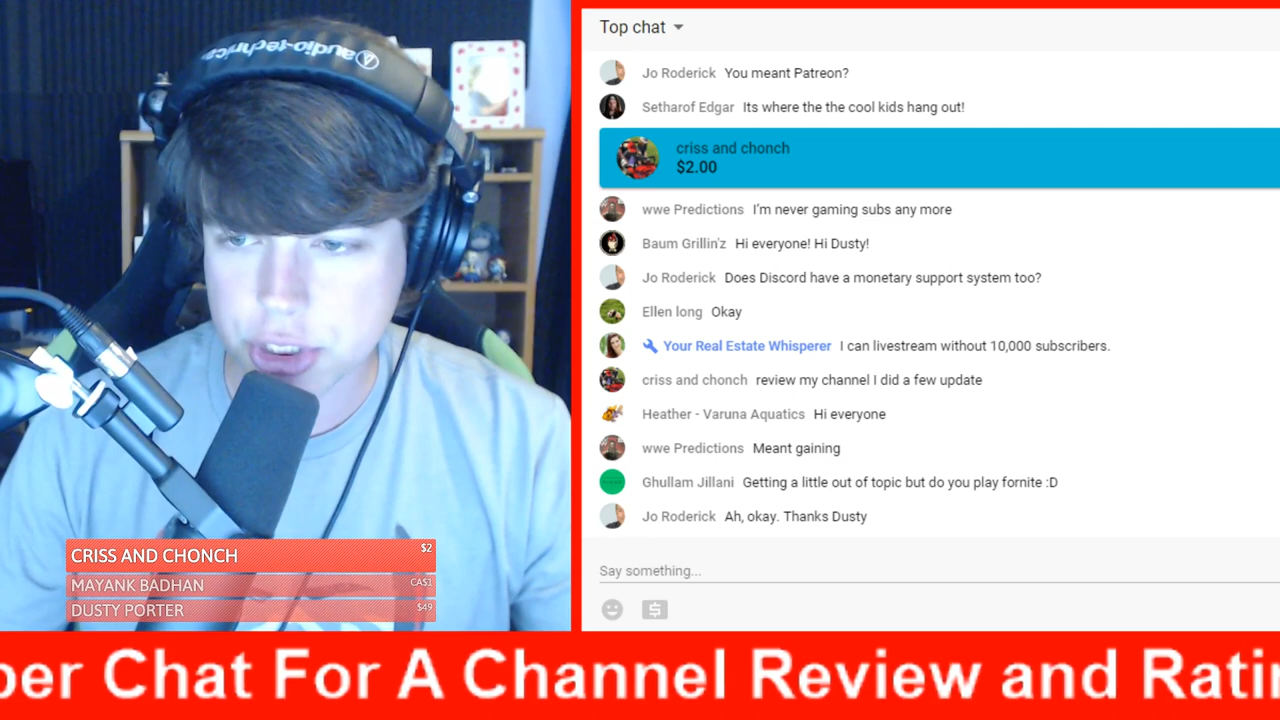 audio-technica
Top chat
Jo Roderick You meant Patreon?
Setharof Edgar Its where the the cool kids hang out!
criss and chonch
$2.00
wwe Predictions I'm never gaming subs any more
Baum Grillin'z Hi everyone! Hi Dusty!
Jo Roderick Does Discord have a monetary support system too?
Ellen long Okay
Your Real Estate Whisperer I can livestream without 10,000 subscribers.
criss and chonch review my channel I did a few update
Heather - Varuna Aquatics Hi everyone
wwe Predictions Meant gaining
Ghullam Jillani Getting a little out of topic but do you play fornite :D
Jo Roderick Ah, okay. Thanks Dusty
Say something...
CRISS AND CHONCH $2
MAYANK BADHAN CA$1
DUSTY PORTER $49
per Chat For A Channel Review and Ratin